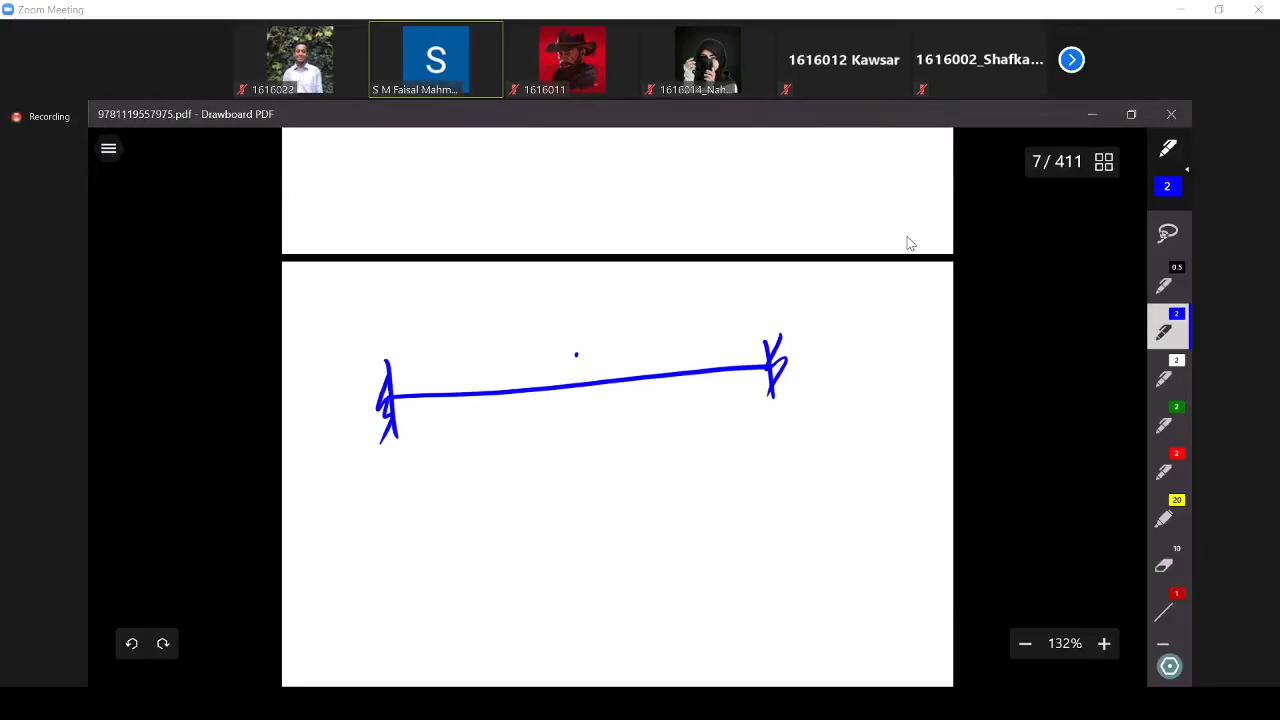 Zoom Meeting
1616022
S M Faisal Mahm...
1616011
1616014_Nah...
1616012 Kawsar
1616002_Shafka...
Recording
9781119557975.pdf - Drawboard PDF
7 / 411
2
0.5
2
2
2
2
20
10
1
132%
S